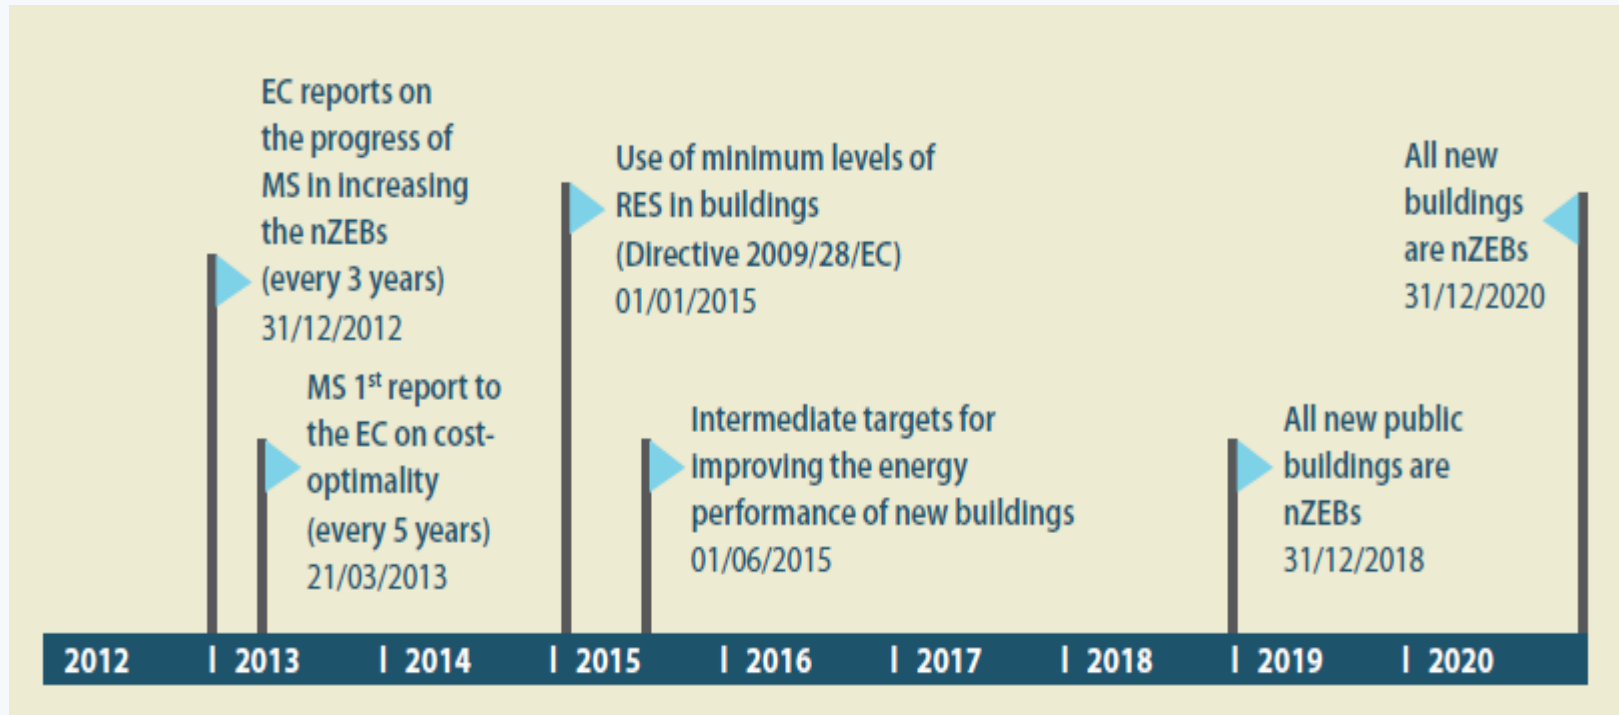 EC reports on
the progress of
MS in increasing
the nZEBs
(every 3 years)
31/12/2012
MS 1st report to
the EC on cost-
optimality
(every 5 years)
21/03/2013
Use of minimum levels of
RES in buildings
(Directive 2009/28/EC)
01/01/2015
Intermediate targets for
improving the energy
performance of new buildings
01/06/2015
All new public
buildings are
nZEBs
31/12/2018
All new
buildings
are nZEBs
31/12/2020
2012 | 2013 | 2014 | 2015 | 2016 | 2017 | 2018 | 2019 | 2020